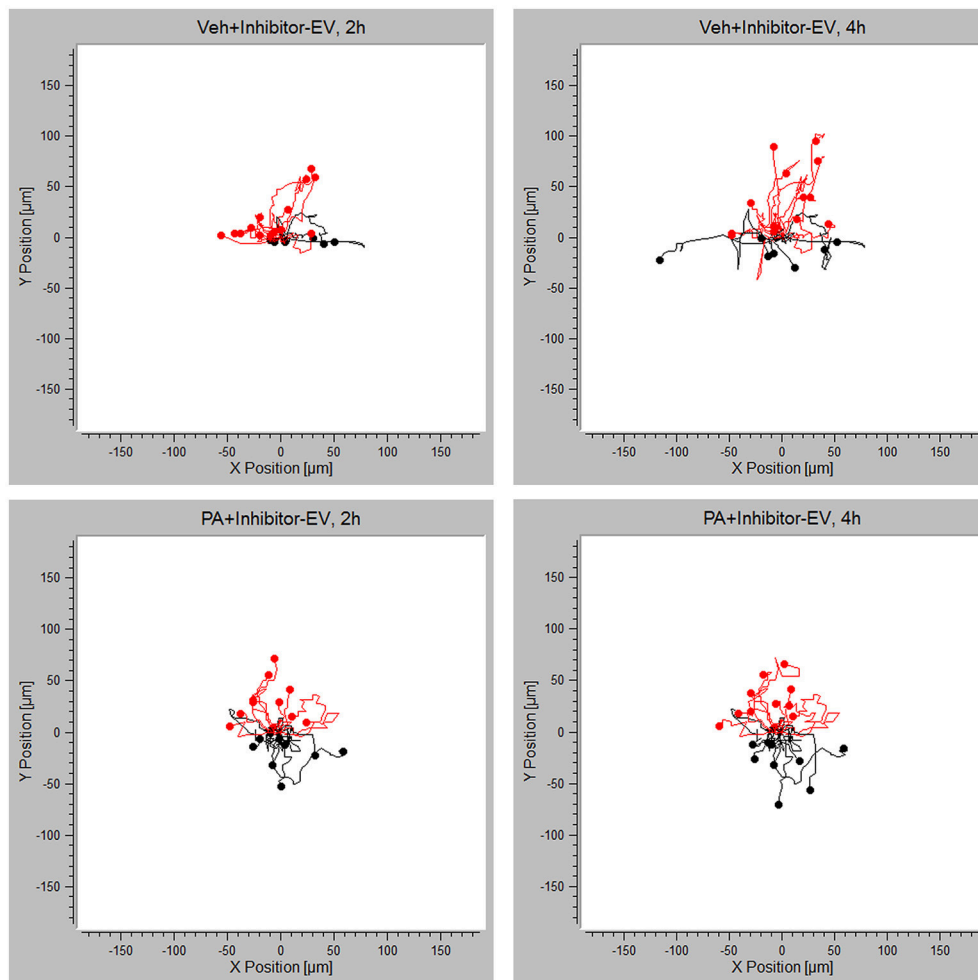 Veh+Inhibitor-EV, 2h
Y Position [µm]
150
100
50
0
-50
-100
-150
-150 -100 -50 0 50 100 150
X Position [µm]
Veh+Inhibitor-EV, 4h
Y Position [µm]
150
100
50
0
-50
-100
-150
-150 -100 -50 0 50 100 150
X Position [µm]
PA+Inhibitor-EV, 2h
Y Position [µm]
150
100
50
0
-50
-100
-150
-150 -100 -50 0 50 100 150
X Position [µm]
PA+Inhibitor-EV, 4h
Y Position [µm]
150
100
50
0
-50
-100
-150
-150 -100 -50 0 50 100 150
X Position [µm]